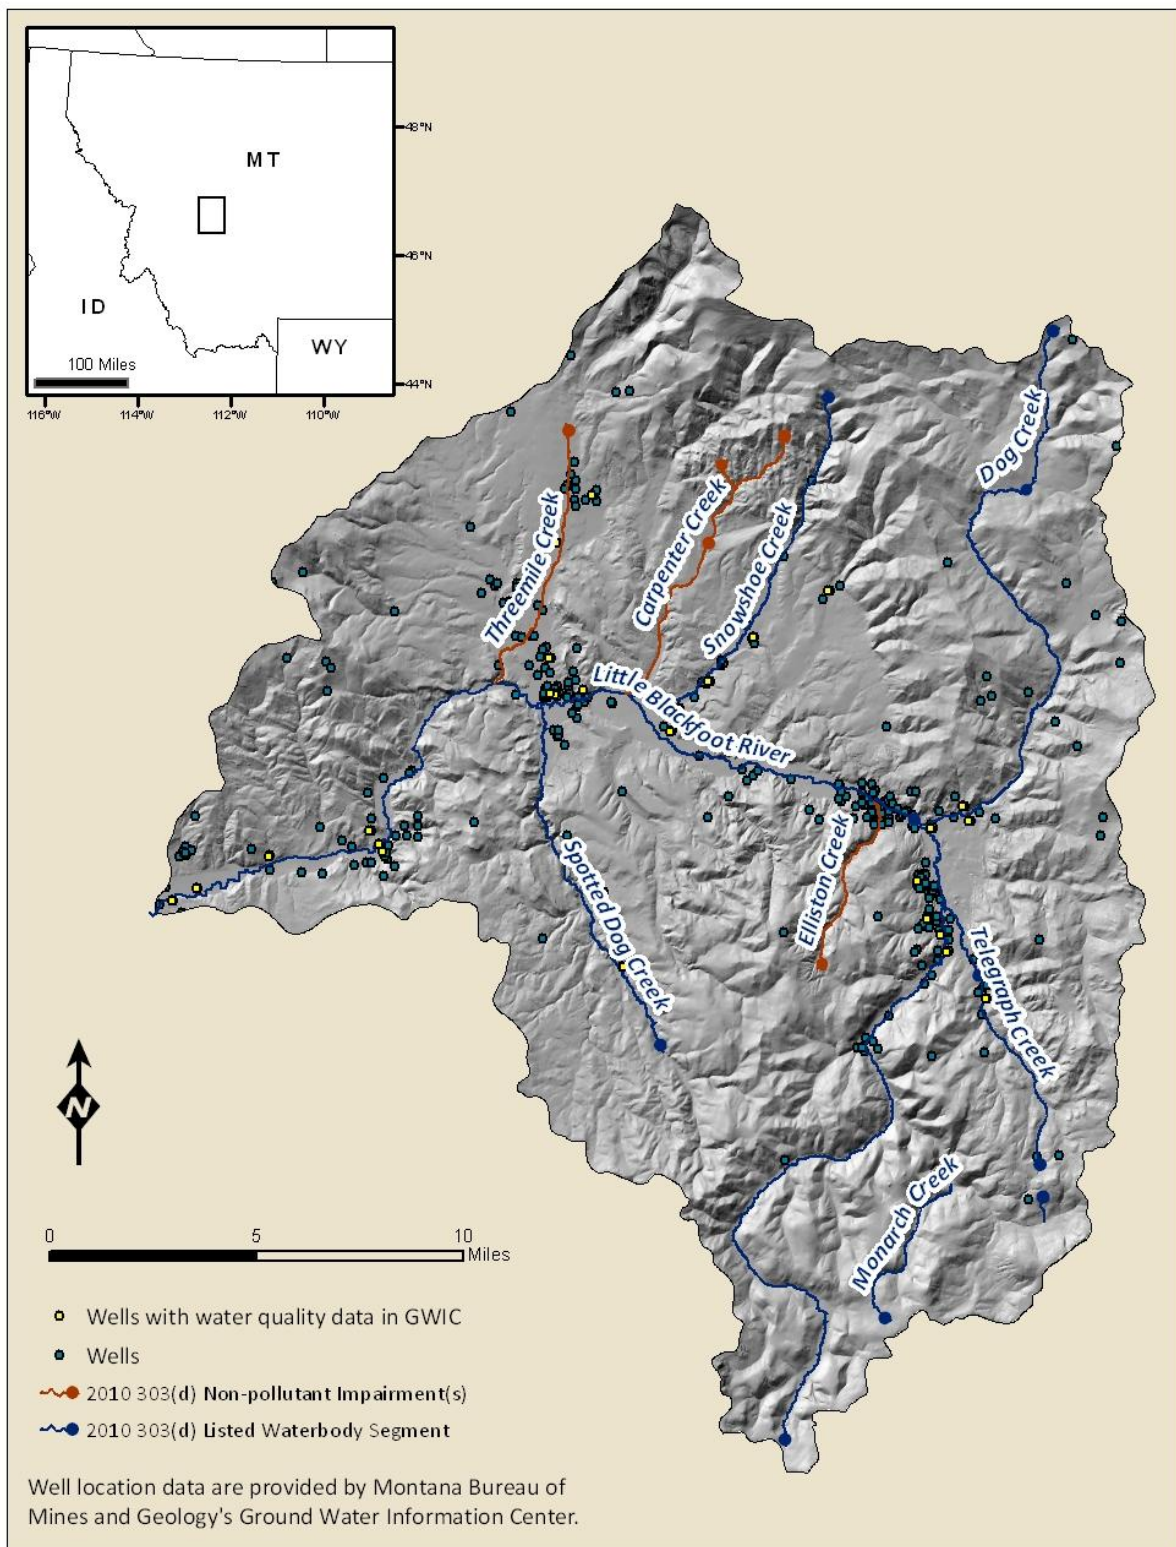 MT
ID
WY
100 Miles
48°N
46°N
44°N
116°W
114°W
112°W
110°W
Dog Creek
Threemile Creek
Carpenter Creek
Snowshoe Creek
Little Blackfoot River
Spotted Dog Creek
Elliston Creek
Telegraph Creek
Monarch Creek
N
0 5 10
Miles
Wells with water quality data in GWIC
Wells
2010 303(d) Non-pollutant Impairment(s)
2010 303(d) Listed Waterbody Segment
Well location data are provided by Montana Bureau of
Mines and Geology's Ground Water Information Center.